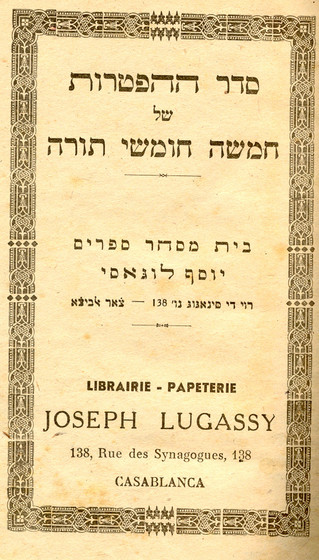 סדר ההפטרות
של
חמשה חומשי תורה
בית מסחר ספרים
יוסף לוגאסי
רוי די סינאגוג נו׳ 138 — צאר
LIBRAIRIE - PAPETERIE
JOSEPH LUGASSY
138, Rue des Synagogues, 138
CASABLANCA